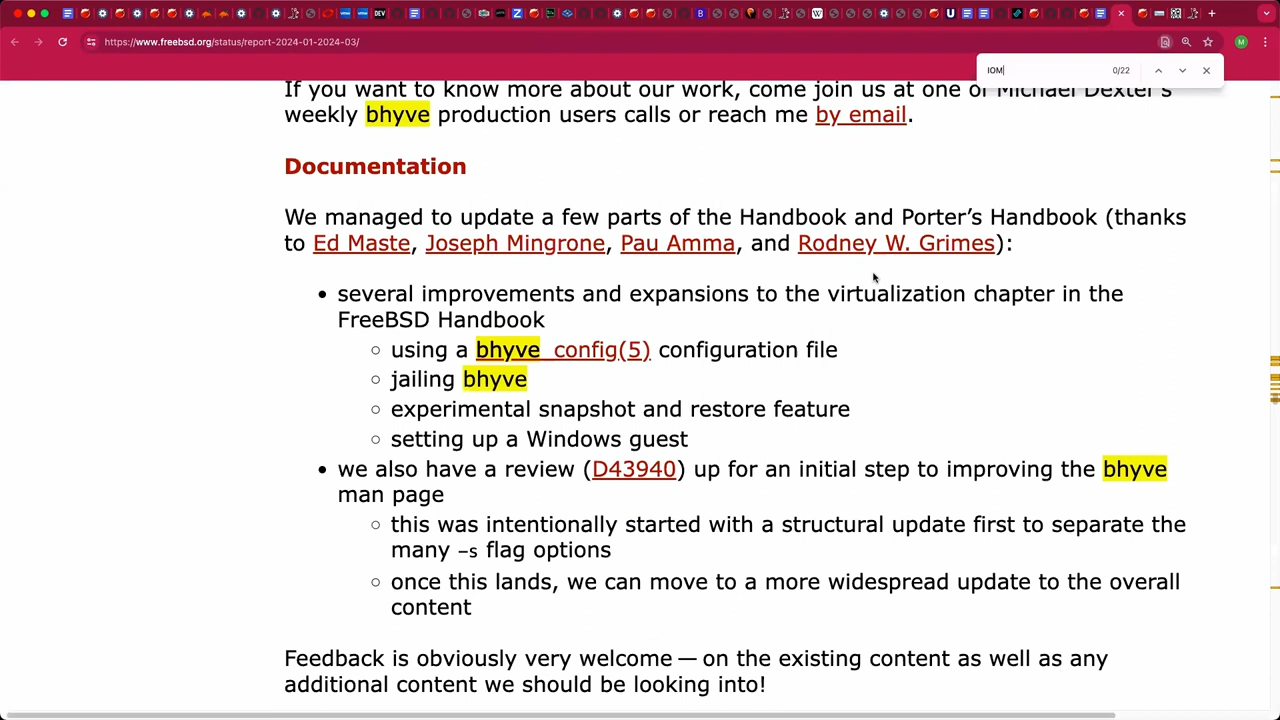 https://www.freebsd.org/status/report-2024-01-2024-03/
IOM
0/22
If you want to know more about our work, come join us at one of Michael Dexter's
weekly bhyve production users calls or reach me by email.
Documentation
We managed to update a few parts of the Handbook and Porter's Handbook (thanks
to Ed Maste, Joseph Mingrone, Pau Amma, and Rodney W. Grimes):
• several improvements and expansions to the virtualization chapter in the
FreeBSD Handbook
○ using a bhyve_config(5) configuration file
○ jailing bhyve
○ experimental snapshot and restore feature
○ setting up a Windows guest
• we also have a review (D43940) up for an initial step to improving the bhyve
man page
○ this was intentionally started with a structural update first to separate the
many -s flag options
○ once this lands, we can move to a more widespread update to the overall
content
Feedback is obviously very welcome — on the existing content as well as any
additional content we should be looking into!